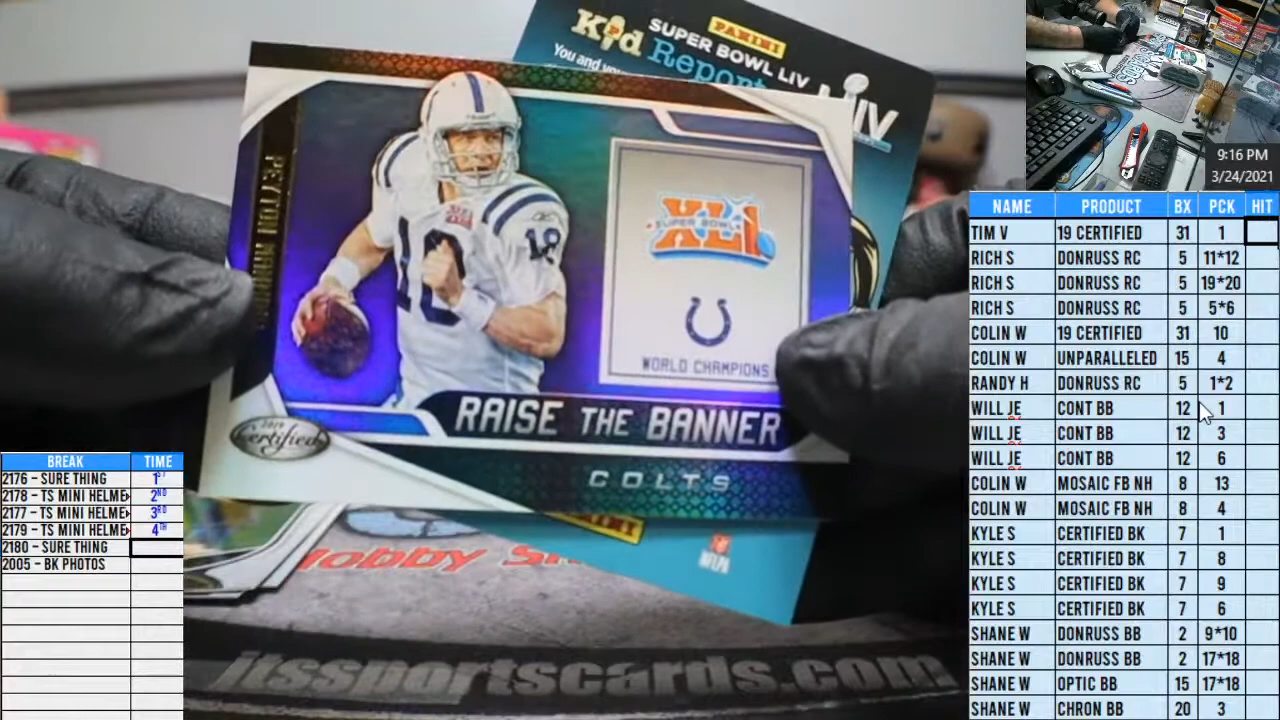 PANINI
Kid
Report
SUPER BOWL LIV
You and
LIV
PEYTON MANNING
18
18
SUPER BOWL
XLI
WORLD CHAMPIONS
RAISE THE BANNER
COLTS
2019
Certified
PANINI
NFLPA
Hobby
itssportscards.com
9:16 PM
3/24/2021
NAME PRODUCT BX PCK HIT
TIM V 19 CERTIFIED 31 1
RICH S DONRUSS RC 5 11*12
RICH S DONRUSS RC 5 19*20
RICH S DONRUSS RC 5 5*6
COLIN W 19 CERTIFIED 31 10
COLIN W UNPARALLELED 15 4
RANDY H DONRUSS RC 5 1*2
WILL JE CONT BB 12 1
WILL JE CONT BB 12 3
WILL JE CONT BB 12 6
COLIN W MOSAIC FB NH 8 13
COLIN W MOSAIC FB NH 8 4
KYLE S CERTIFIED BK 7 1
KYLE S CERTIFIED BK 7 8
KYLE S CERTIFIED BK 7 9
KYLE S CERTIFIED BK 7 6
SHANE W DONRUSS BB 2 9*10
SHANE W DONRUSS BB 2 17*18
SHANE W OPTIC BB 15 17*18
SHANE W CHRON BB 20 3
BREAK TIME
2176 - SURE THING 1ST
2178 - TS MINI HELME 2ND
2177 - TS MINI HELME 3RD
2179 - TS MINI HELME 4TH
2180 - SURE THING
2005 - BK PHOTOS